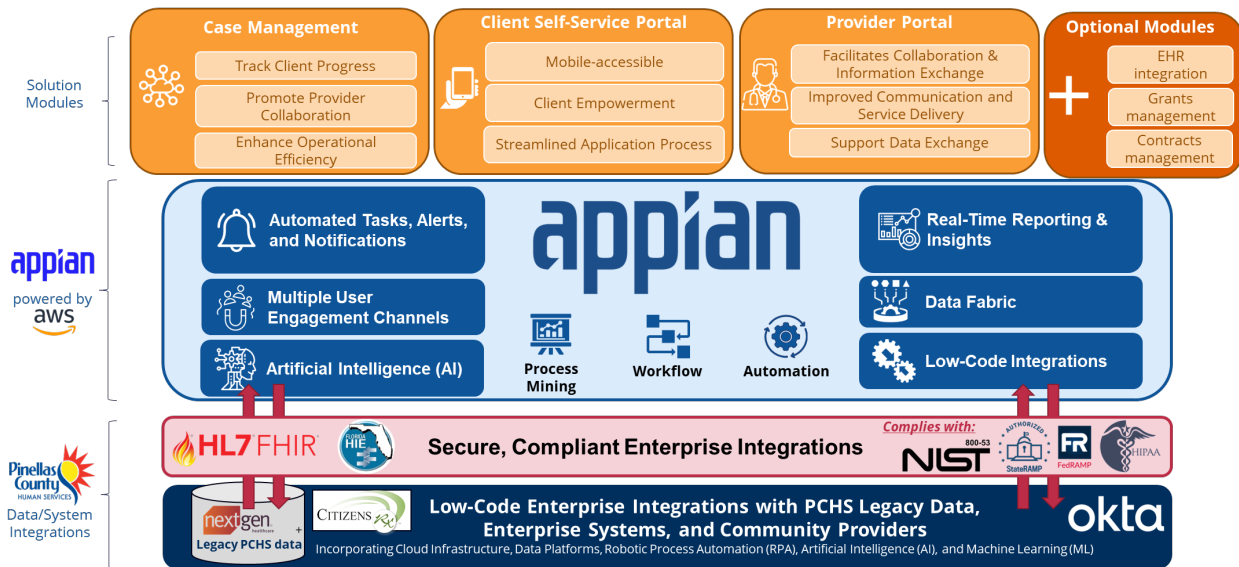 Solution
Modules
Case Management
Track Client Progress
Promote Provider
Collaboration
Enhance Operational
Efficiency
Client Self-Service Portal
Mobile-accessible
Client Empowerment
Streamlined Application Process
Provider Portal
Facilitates Collaboration &
Information Exchange
Improved Communication and
Service Delivery
Support Data Exchange
+
Optional Modules
EHR
integration
Grants
management
Contracts
management
appian
powered by
aws
Automated Tasks, Alerts,
and Notifications
Multiple User
Engagement Channels
Artificial Intelligence (AI)
appian
Process
Mining
Workflow
Automation
Real-Time Reporting &
Insights
Data Fabric
Low-Code Integrations
Pinellas
County
HUMAN SERVICES
Data/System
Integrations
HL7 FHIR
FLORIDA
HIE
Secure, Compliant Enterprise Integrations
Complies with:
800-53
NIST
AUTHORIZED
StateRAMP
FR
FedRAMP
HIPAA
nextgen
healthcare
+
Legacy PCHS data
CITIZENS Rx
Low-Code Enterprise Integrations with PCHS Legacy Data,
Enterprise Systems, and Community Providers
Incorporating Cloud Infrastructure, Data Platforms, Robotic Process Automation (RPA), Artificial Intelligence (AI), and Machine Learning (ML)
okta